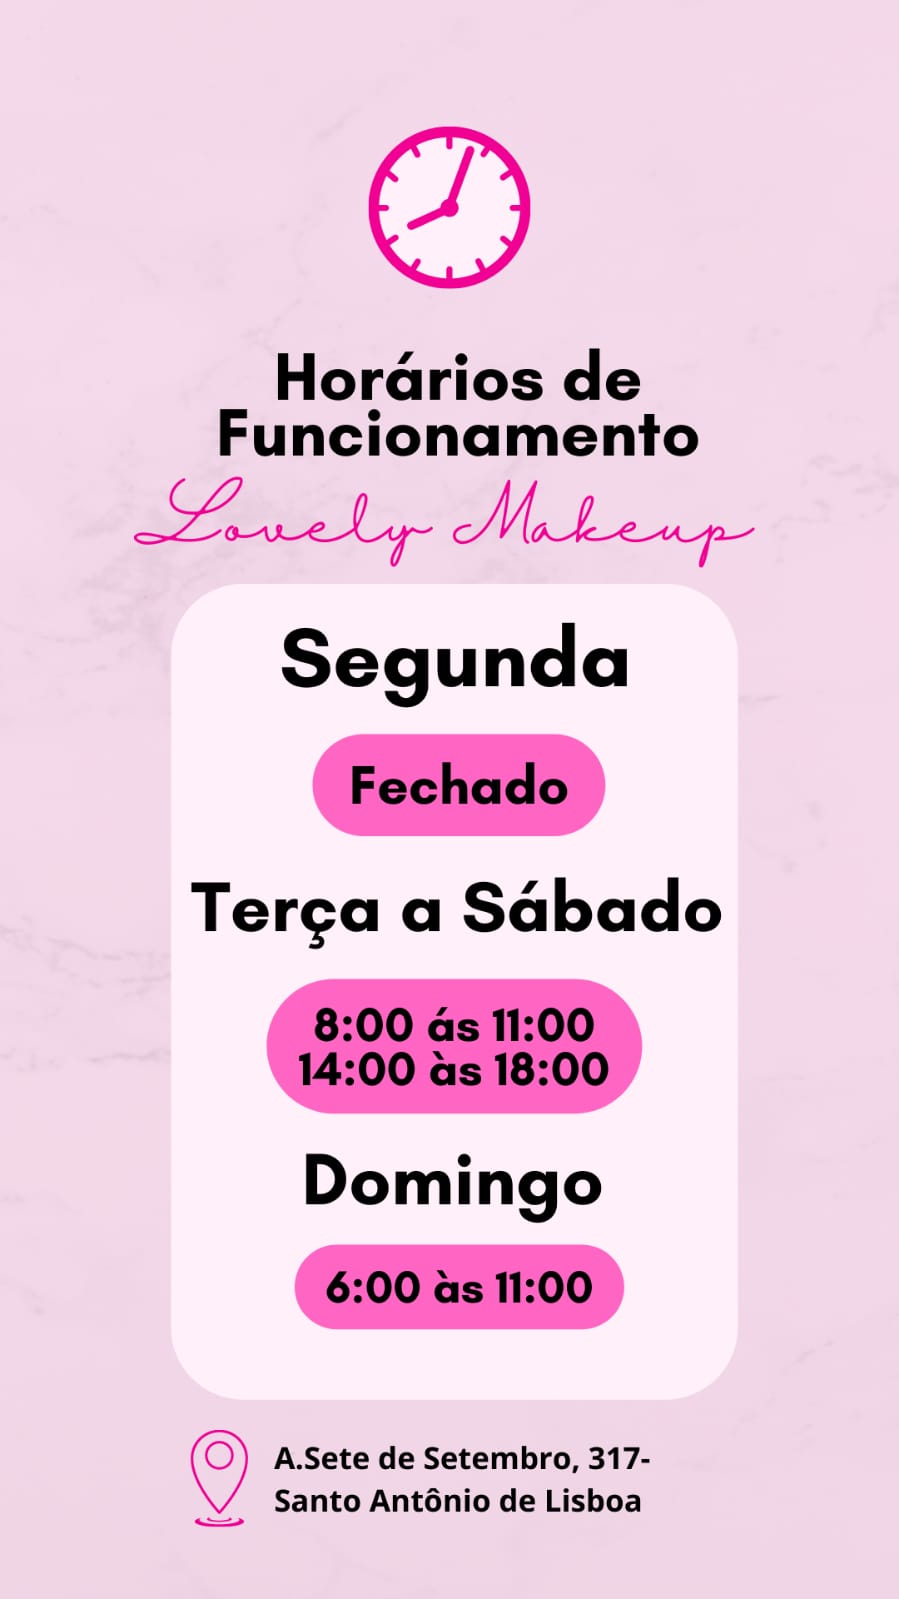 Horários de
Funcionamento
Lovely Makeup
Segunda
Fechado
Terça a Sábado
8:00 ás 11:00
14:00 às 18:00
Domingo
6:00 às 11:00
A.Sete de Setembro, 317-
Santo Antônio de Lisboa